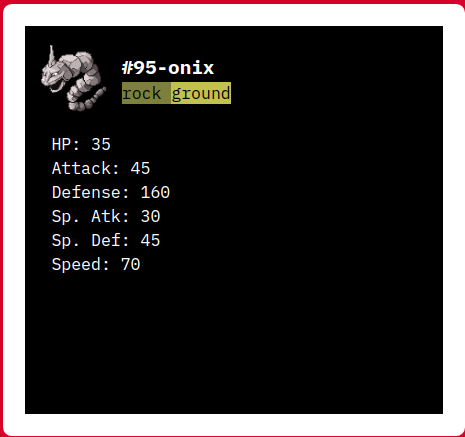 #95-onix
rock ground
HP: 35
Attack: 45
Defense: 160
Sp. Atk: 30
Sp. Def: 45
Speed: 70